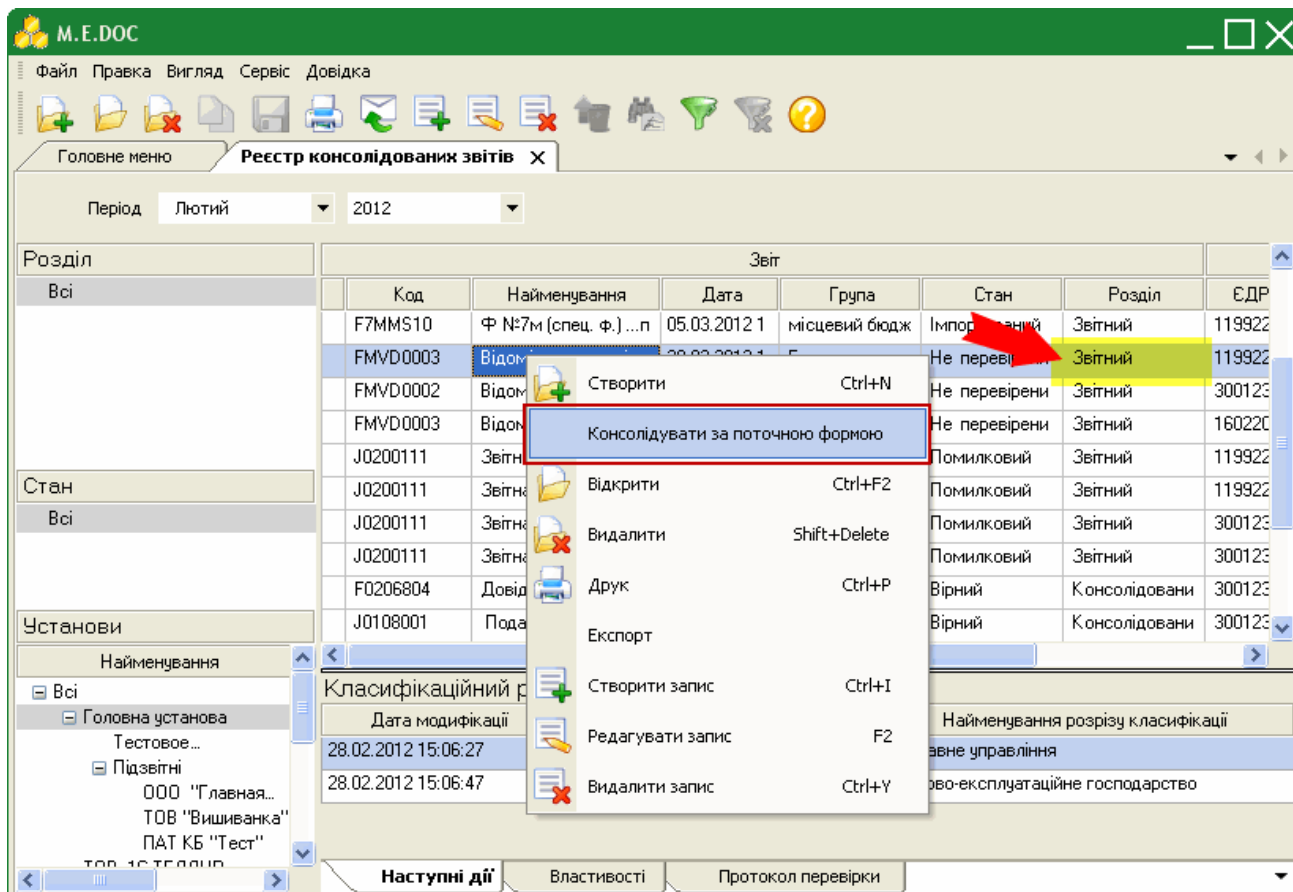 M.E.DOC
Файл Правка Вигляд Сервіс Довідка
Головне меню Реєстр консолідованих звітів
Період Лютий 2012
Розділ
Всі
Стан
Всі
Установи
Найменування
Всі
Головна установа
Тестовое...
Підзвітні
ООО "Главная...
ТОВ "Вишиванка"
ПАТ КБ "Тест"
Звіт
Код Найменування Дата Група Стан Розділ ЄДР
F7MMS10 Ф №7м (спец. ф.) ...п 05.03.2012 1 місцевий бюдж Звітний 119922
FMVD0003 Не Звітний 119922
FMVD0002 Відом Не перевірени Звітний 300123
FMVD0003 Відом Не перевірени Звітний 160220
J0200111 Звітн Помилковий Звітний 119922
J0200111 Звітна Помилковий Звітний 119922
J0200111 Звітна Помилковий Звітний 300123
J0200111 Звітна Помилковий Звітний 300123
F0206804 Довід Вірний Консолідовани 300123
J0108001 Пода Вірний Консолідовани 300123
Створити Ctrl+N
Консолідувати за поточною формою
Відкрити Ctrl+F2
Видалити Shift+Delete
Друк Ctrl+P
Експорт
Створити запис Ctrl+I
Редагувати запис F2
Видалити запис Ctrl+Y
Класифікаційний р
Дата модифікації Найменування розрізу класифікації
28.02.2012 15:06:27 авне управління
28.02.2012 15:06:47 ово-експлуатаційне господарство
Наступні дії Властивості Протокол перевірки